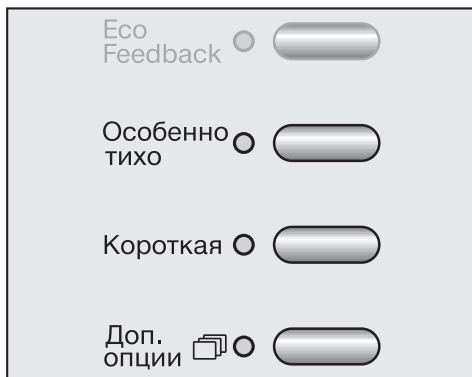 Eco
Feedback
Особенно
тихо
Короткая
Доп.
опции